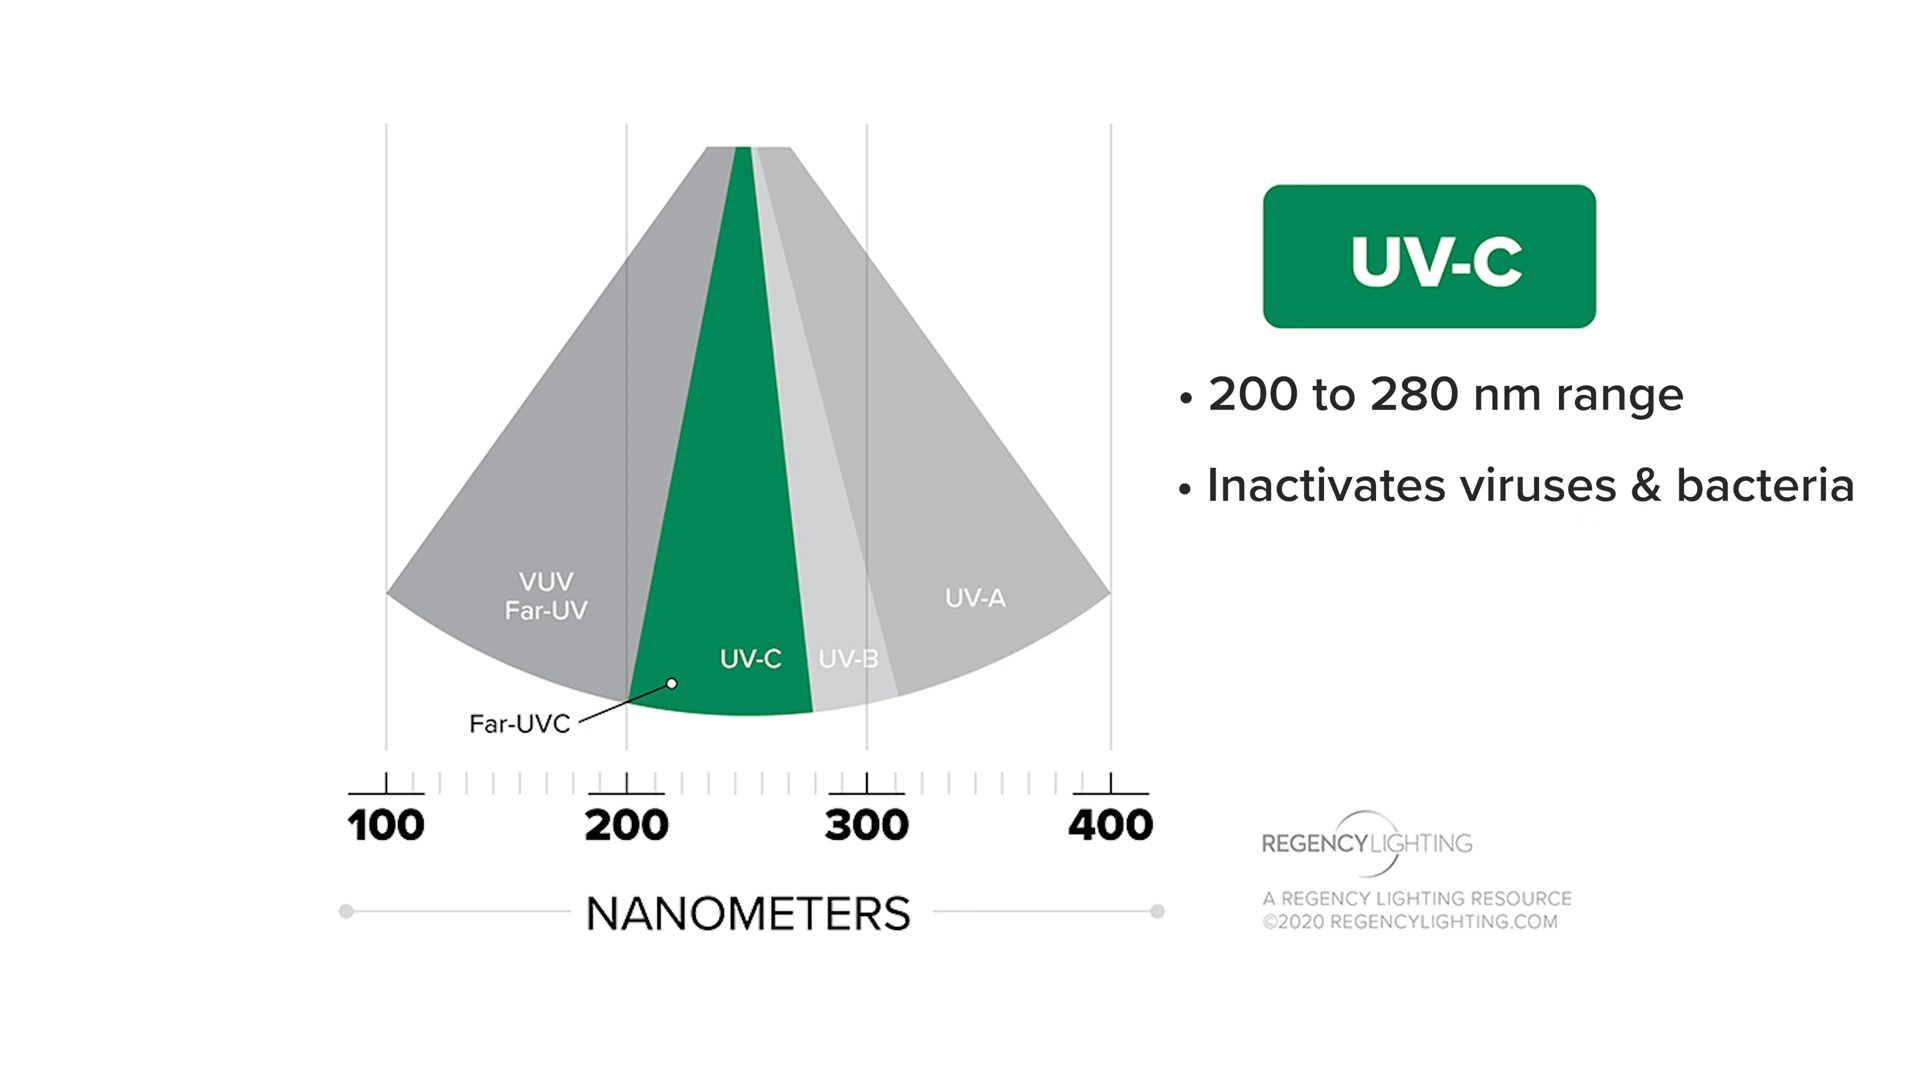 UV-C
• 200 to 280 nm range
• Inactivates viruses & bacteria
VUV
Far-UV
UV-A
UV-C
UV-B
Far-UVC
100 200 300 400
NANOMETERS
REGENCYLIGHTING
A REGENCY LIGHTING RESOURCE
©2020 REGENCYLIGHTING.COM